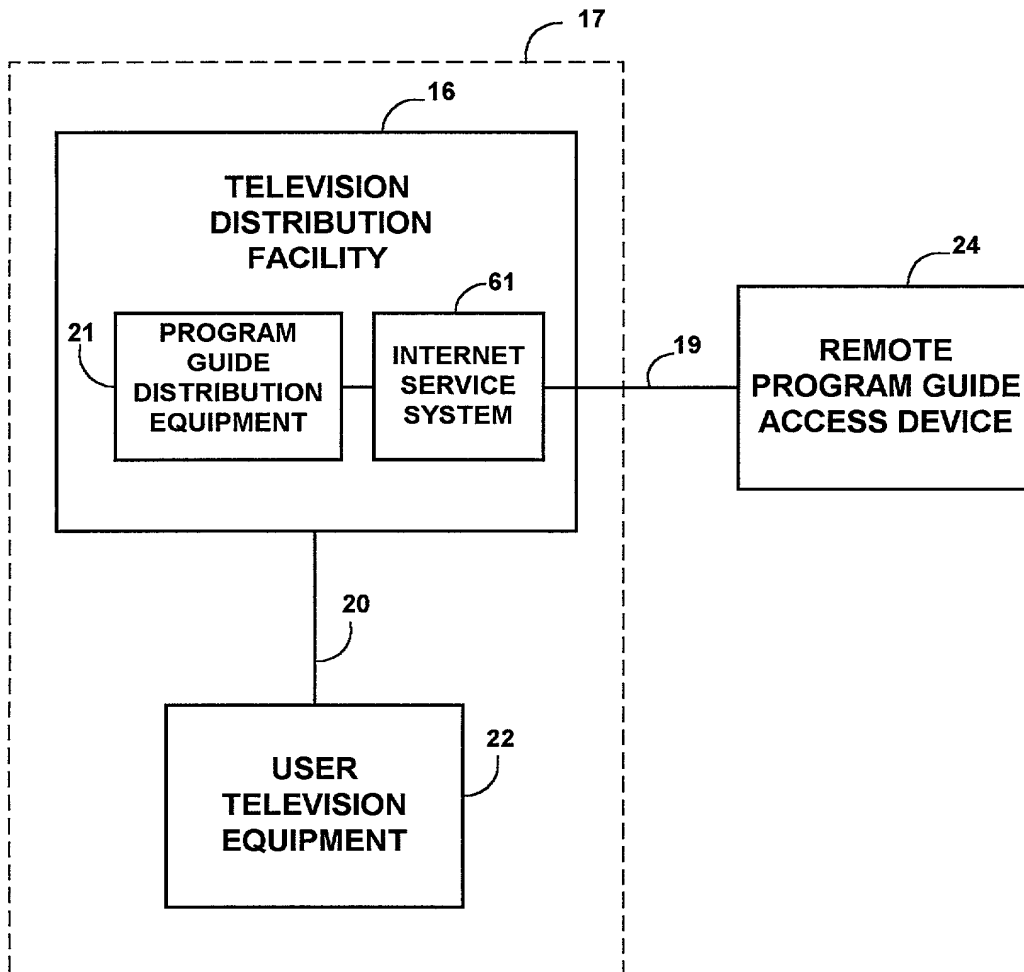 17
16
TELEVISION
DISTRIBUTION
FACILITY
24
61
21
PROGRAM
GUIDE
DISTRIBUTION
EQUIPMENT
INTERNET
SERVICE
SYSTEM
19
REMOTE
PROGRAM GUIDE
ACCESS DEVICE
20
22
USER
TELEVISION
EQUIPMENT